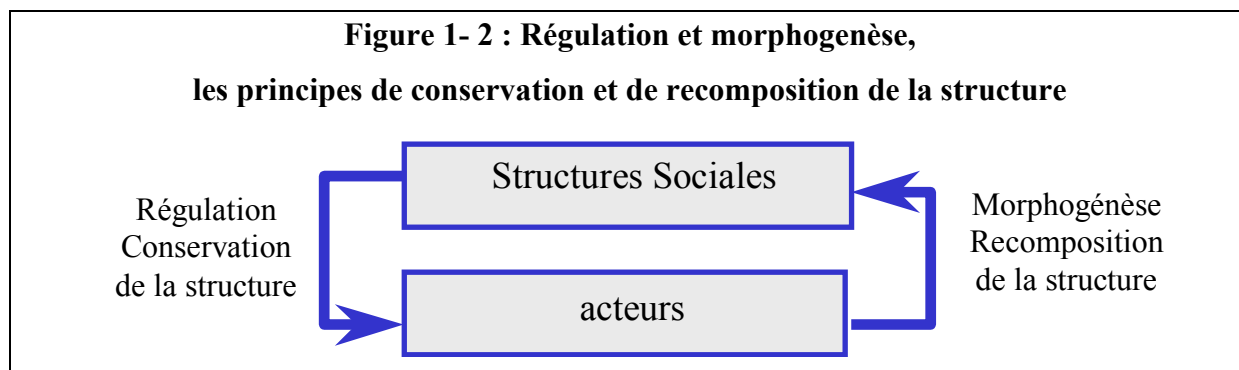 Figure 1- 2 : Régulation et morphogenèse,
les principes de conservation et de recomposition de la structure
Structures Sociales
Régulation
Conservation
de la structure
Morphogénèse
Recomposition
de la structure
acteurs